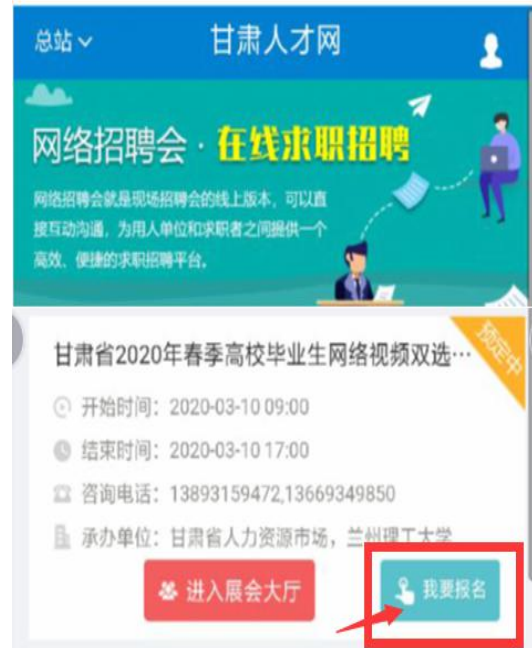 总站
甘肃人才网
网络招聘会·在线求职招聘
网络招聘会就是现场招聘会的线上版本，可以直
接互动沟通，为用人单位和求职者之间提供一个
高效、便捷的求职招聘平台。
甘肃省2020年春季高校毕业生网络视频双选…
预定中
开始时间：2020-03-10 09:00
结束时间：2020-03-10 17:00
咨询电话：13893159472,13669349850
承办单位：甘肃省人力资源市场，兰州理工大学
进入展会大厅
我要报名